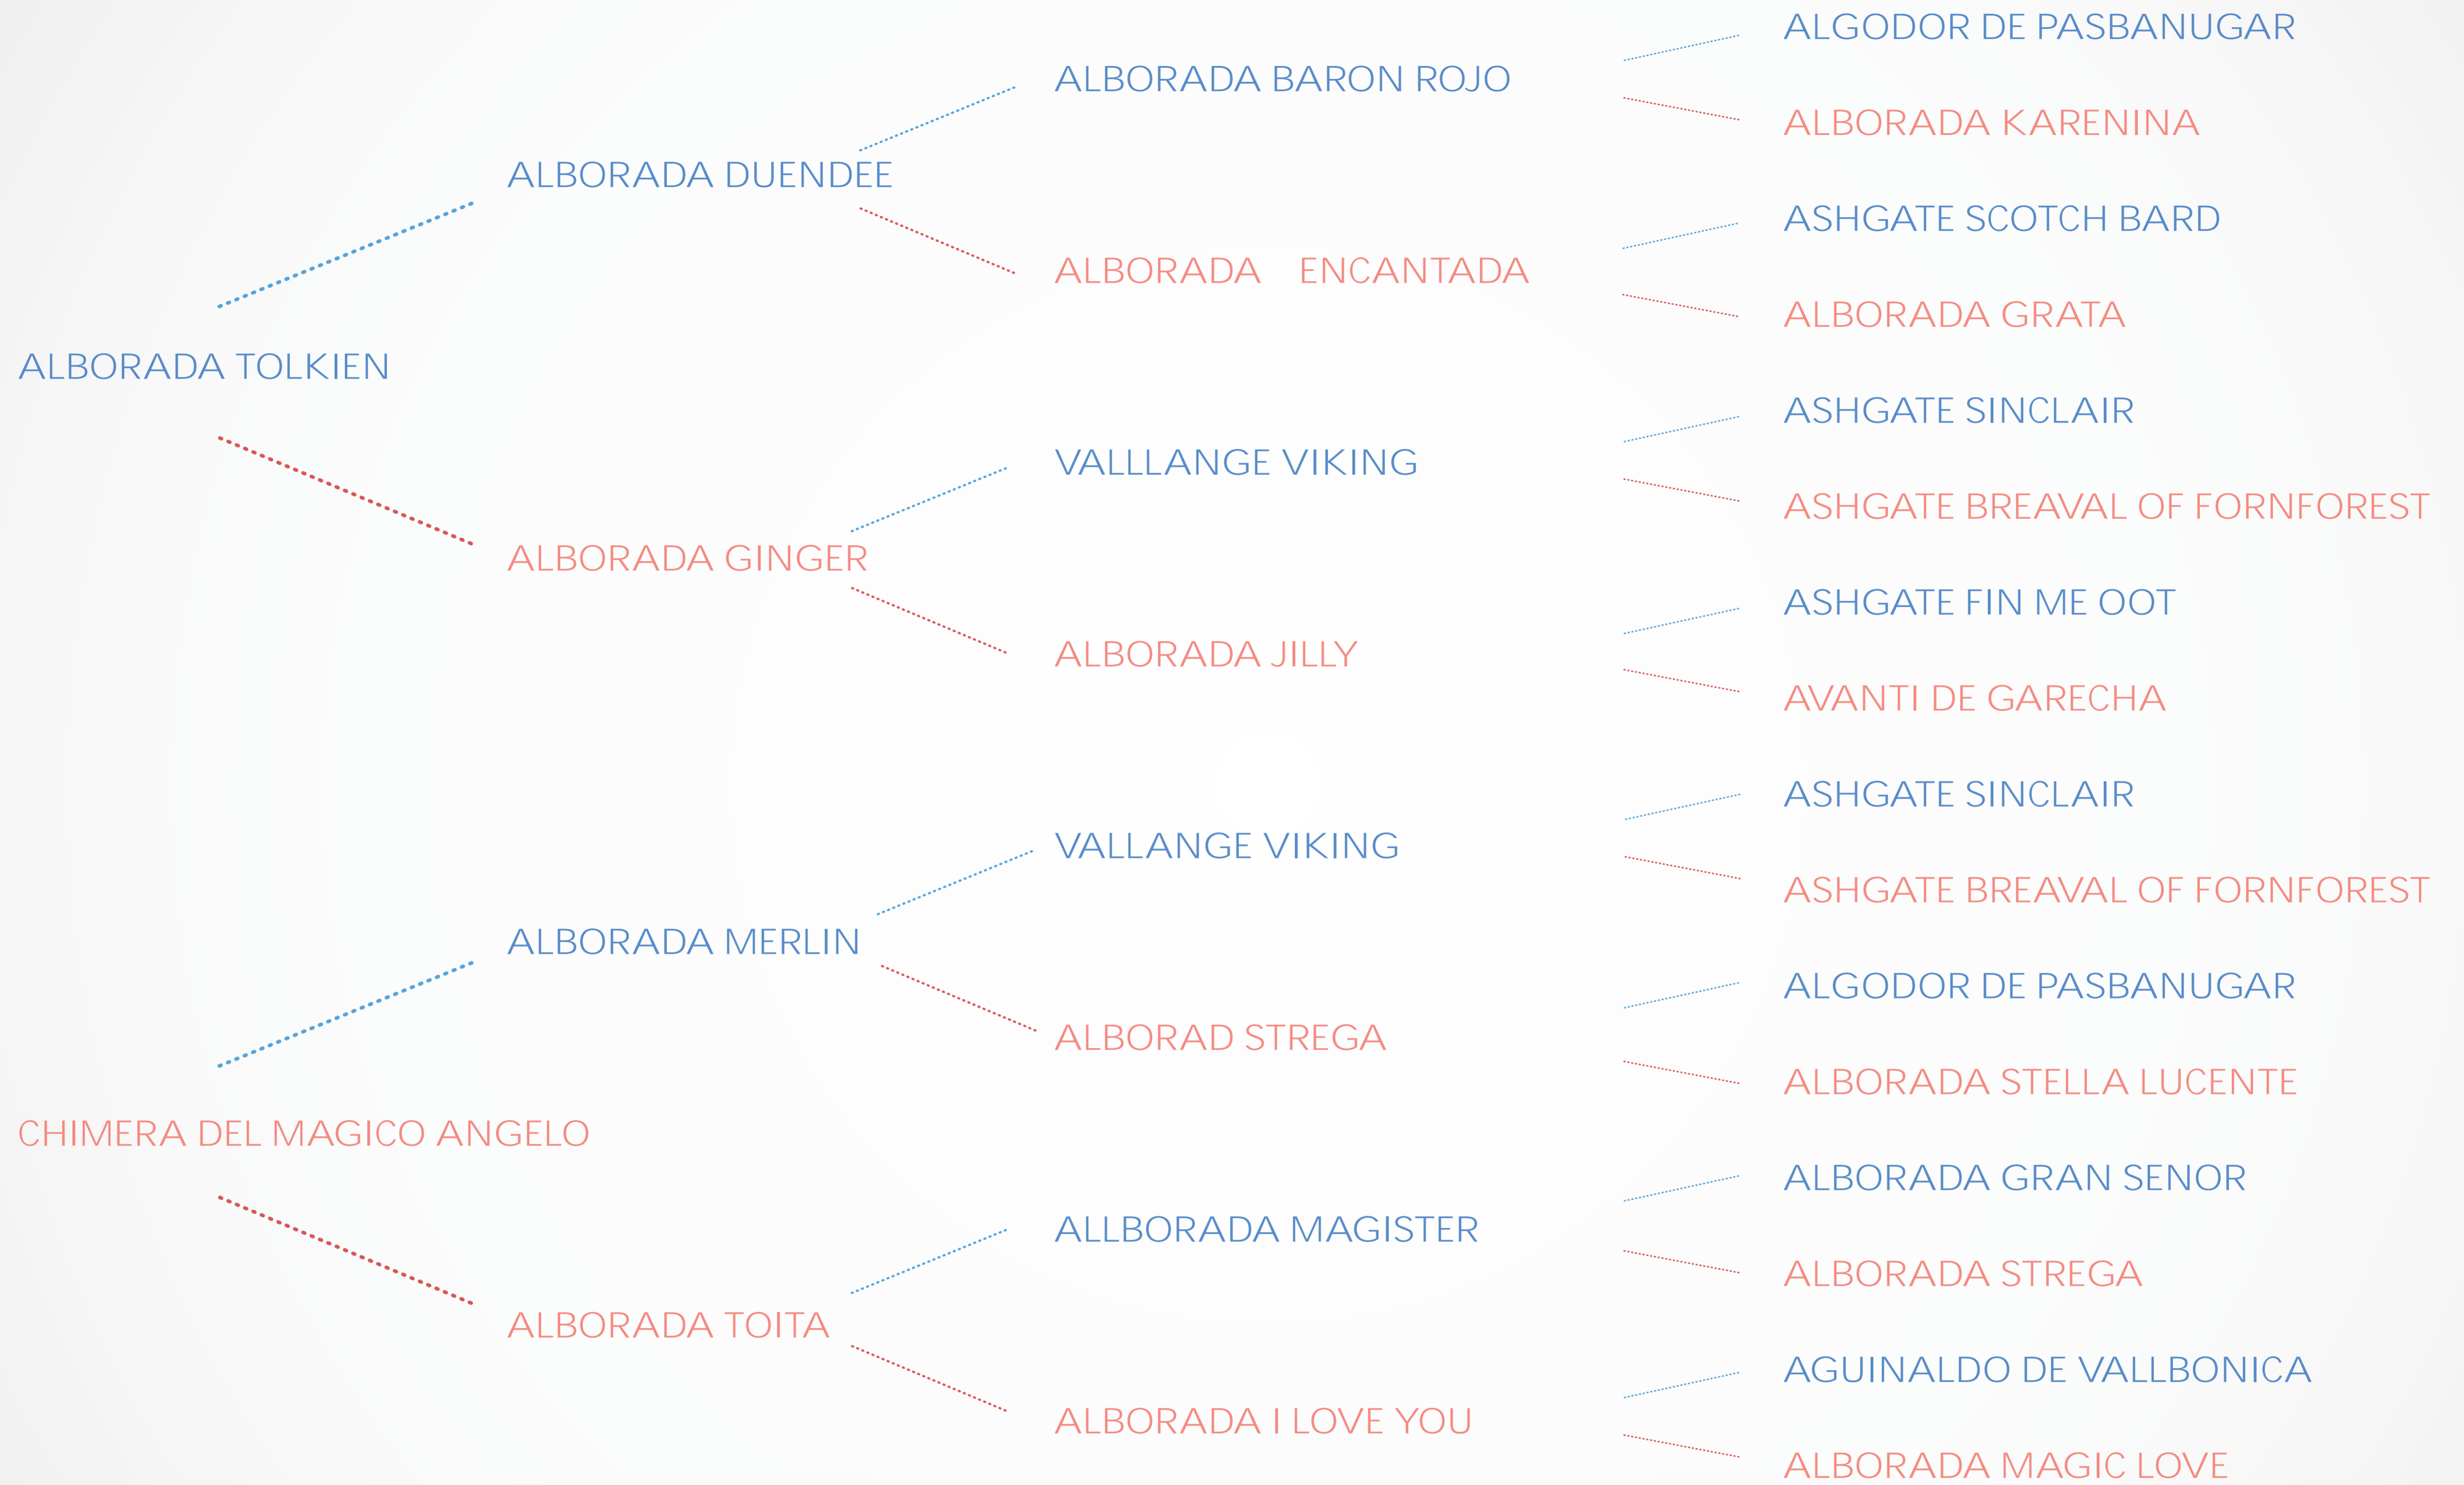 ALGODOR DE PASBANUGAR
ALBORADA BARON ROJO
ALBORADA KARENINA
ALBORADA DUENDEE
ASHGATE SCOTCH BARD
ALBORADA ENCANTADA
ALBORADA GRATA
ALBORADA TOLKIEN
ASHGATE SINCLAIR
VALLLANGE VIKING
ASHGATE BREAVAL OF FORNFOREST
ALBORADA GINGER
ASHGATE FIN ME OOT
ALBORADA JILLY
AVANTI DE GARECHA
ASHGATE SINCLAIR
VALLANGE VIKING
ASHGATE BREAVAL OF FORNFOREST
ALBORADA MERLIN
ALGODOR DE PASBANUGAR
ALBORAD STREGA
ALBORADA STELLA LUCENTE
CHIMERA DEL MAGICO ANGELO
ALBORADA GRAN SENOR
ALLBORADA MAGISTER
ALBORADA STREGA
ALBORADA TOITA
AGUINALDO DE VALLBONICA
ALBORADA I LOVE YOU
ALBORADA MAGIC LOVE